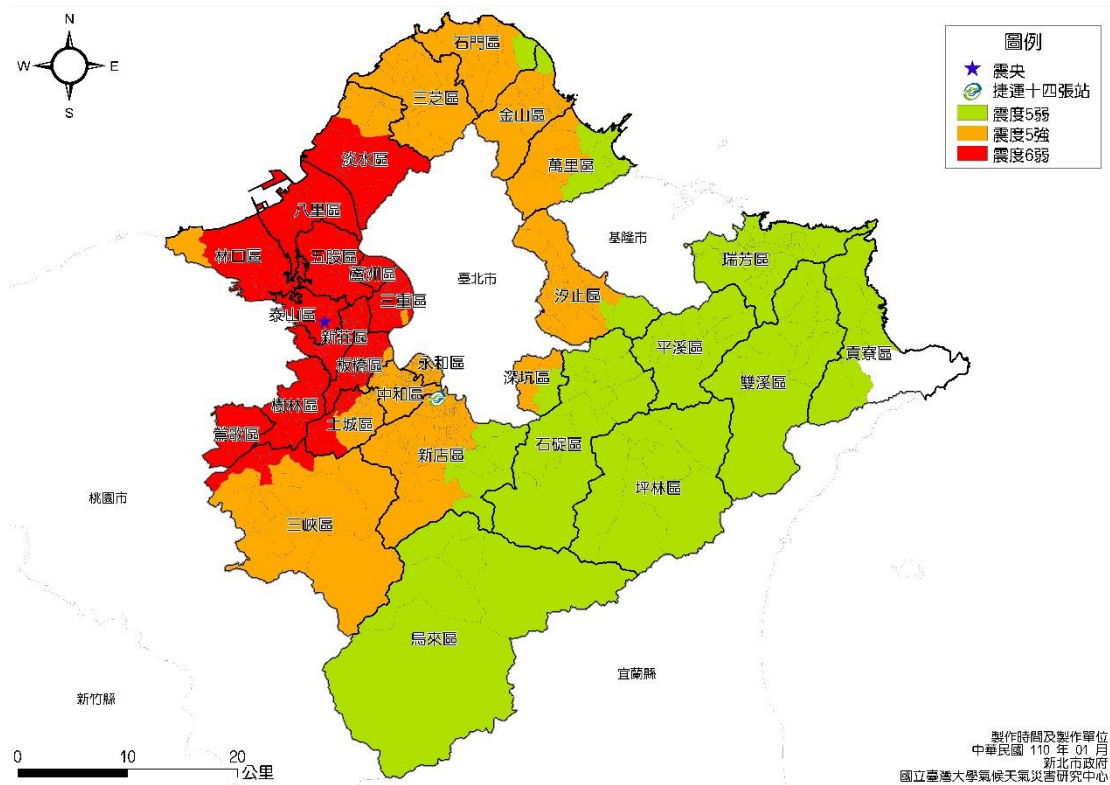 N
W E
S
圖例
震央
捷運十四張站
震度5弱
震度5強
震度6弱
石門區
三芝區
金山區
淡水區
萬里區
八里區
基隆市
林口區
五股區
瑞芳區
蘆洲區
臺北市
三重區
汐止區
泰山區
新莊區
平溪區
貢寮區
板橋區
永和區
深坑區
雙溪區
中和區
樹林區
土城區
鶯歌區
石碇區
新店區
坪林區
桃園市
三峽區
烏來區
宜蘭縣
新竹縣
0 10 20
公里
製作時間及製作單位
中華民國 110 年 01 月
新北市政府
國立臺灣大學氣候天氣災害研究中心